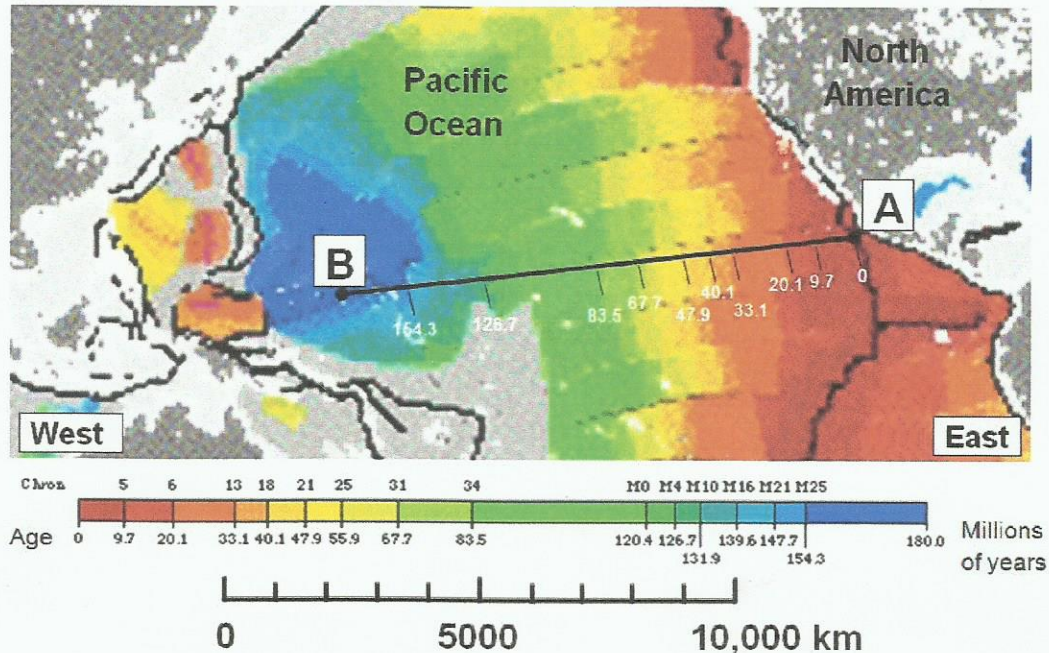 Pacific
Ocean
North
America
A
B
154.3
126.7
83.5
67.7
47.9
40.1
33.1
20.1
9.7
0
West
East
Chron 5 6 13 18 21 25 31 34 M0 M4 M10 M16 M21 M25
Age 0 9.7 20.1 33.1 40.1 47.9 55.9 67.7 83.5 120.4 126.7 131.9 139.6 147.7 154.3 180.0 Millions
of years
0 5000 10,000 km